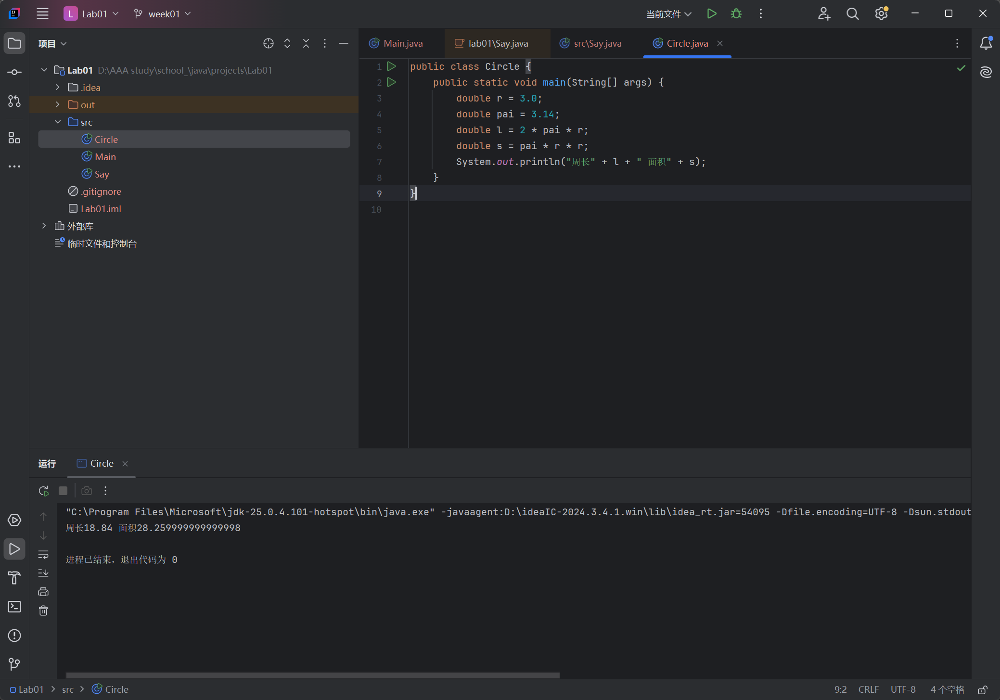 L Lab01 week01 当前文件
项目
Main.java lab01\Say.java src\Say.java Circle.java
Lab01 D:\AAA study\school_\java\projects\Lab01
.idea
out
src
Circle
Main
Say
.gitignore
Lab01.iml
外部库
临时文件和控制台
1 public class Circle {
2 public static void main(String[] args) {
3 double r = 3.0;
4 double pai = 3.14;
5 double l = 2 * pai * r;
6 double s = pai * r * r;
7 System.out.println("周长" + l + " 面积" + s);
8 }
9 }
10
运行 Circle
"C:\Program Files\Microsoft\jdk-25.0.4.101-hotspot\bin\java.exe" -javaagent:D:\ideaIC-2024.3.4.1.win\lib\idea_rt.jar=54095 -Dfile.encoding=UTF-8 -Dsun.stdout
周长18.84 面积28.259999999999998
进程已结束，退出代码为 0
Lab01 src Circle 9:2 CRLF UTF-8 4 个空格